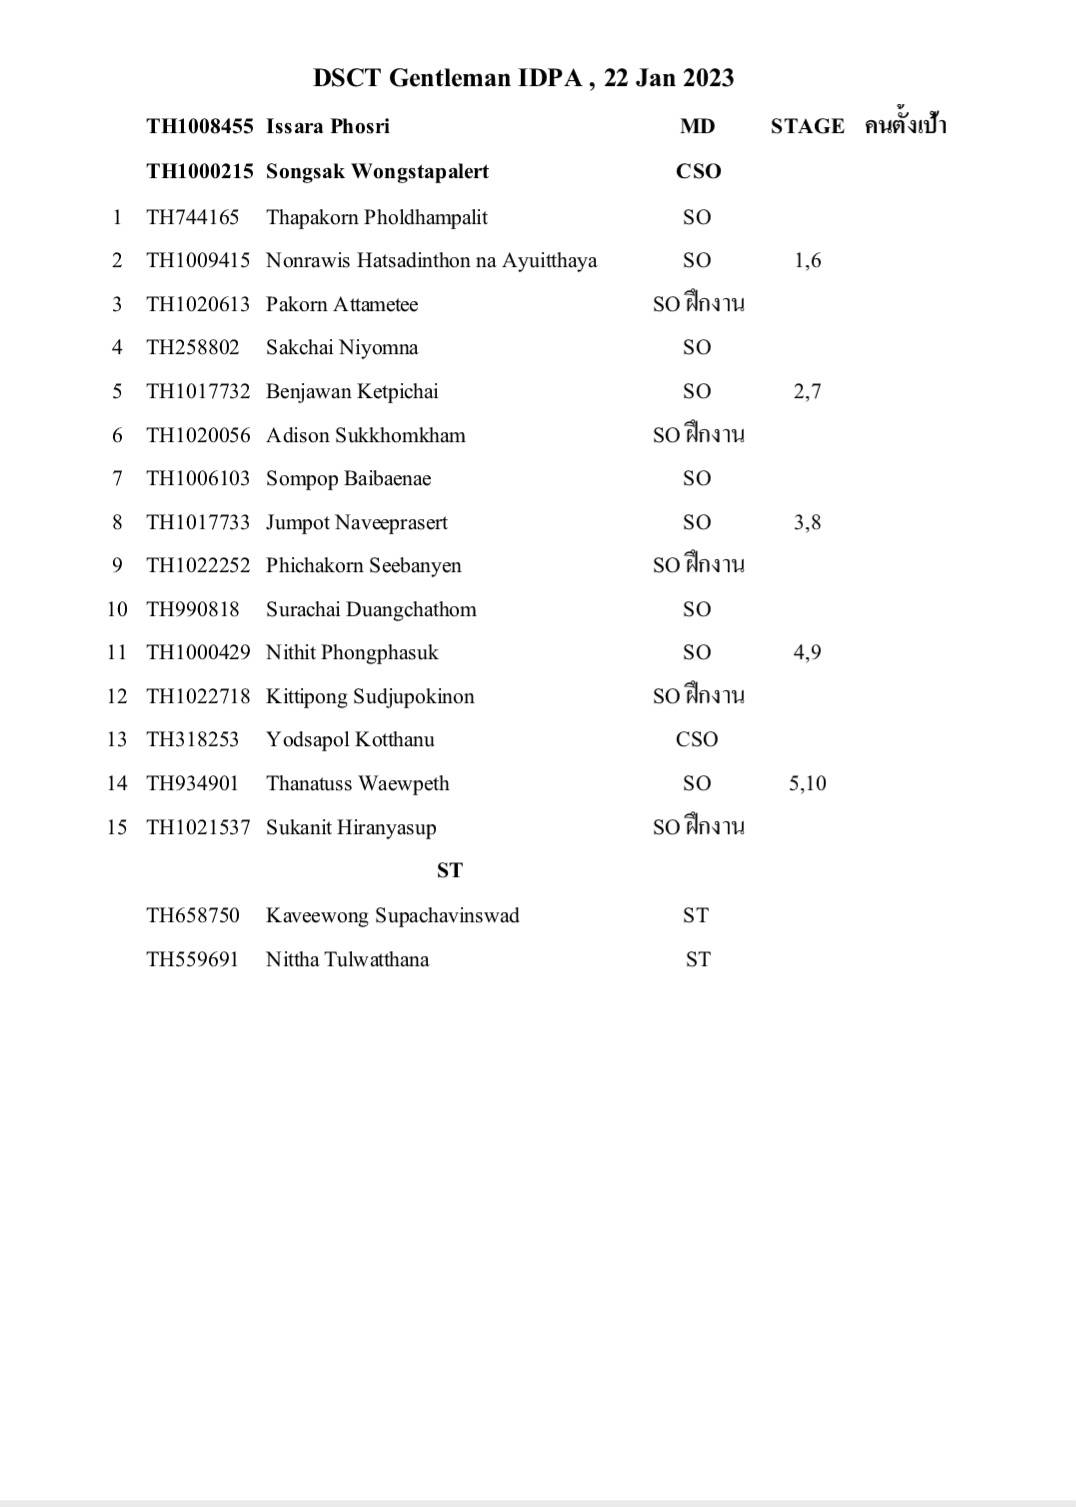 DSCT Gentleman IDPA , 22 Jan 2023
TH1008455 Issara Phosri MD STAGE คนตั้งเป้า
TH1000215 Songsak Wongstapalert CSO
1 TH744165 Thapakorn Pholdhampalit SO
2 TH1009415 Nonrawis Hatsadinthon na Ayuitthaya SO 1,6
3 TH1020613 Pakorn Attametee SO ฝึกงาน
4 TH258802 Sakchai Niyomna SO
5 TH1017732 Benjawan Ketpichai SO 2,7
6 TH1020056 Adison Sukkhomkham SO ฝึกงาน
7 TH1006103 Sompop Baibaenae SO
8 TH1017733 Jumpot Naveeprasert SO 3,8
9 TH1022252 Phichakorn Seebanyen SO ฝึกงาน
10 TH990818 Surachai Duangchathom SO
11 TH1000429 Nithit Phongphasuk SO 4,9
12 TH1022718 Kittipong Sudjupokinon SO ฝึกงาน
13 TH318253 Yodsapol Kotthanu CSO
14 TH934901 Thanatuss Waewpeth SO 5,10
15 TH1021537 Sukanit Hiranyasup SO ฝึกงาน
ST
TH658750 Kaveewong Supachavinswad ST
TH559691 Nittha Tulwatthana ST